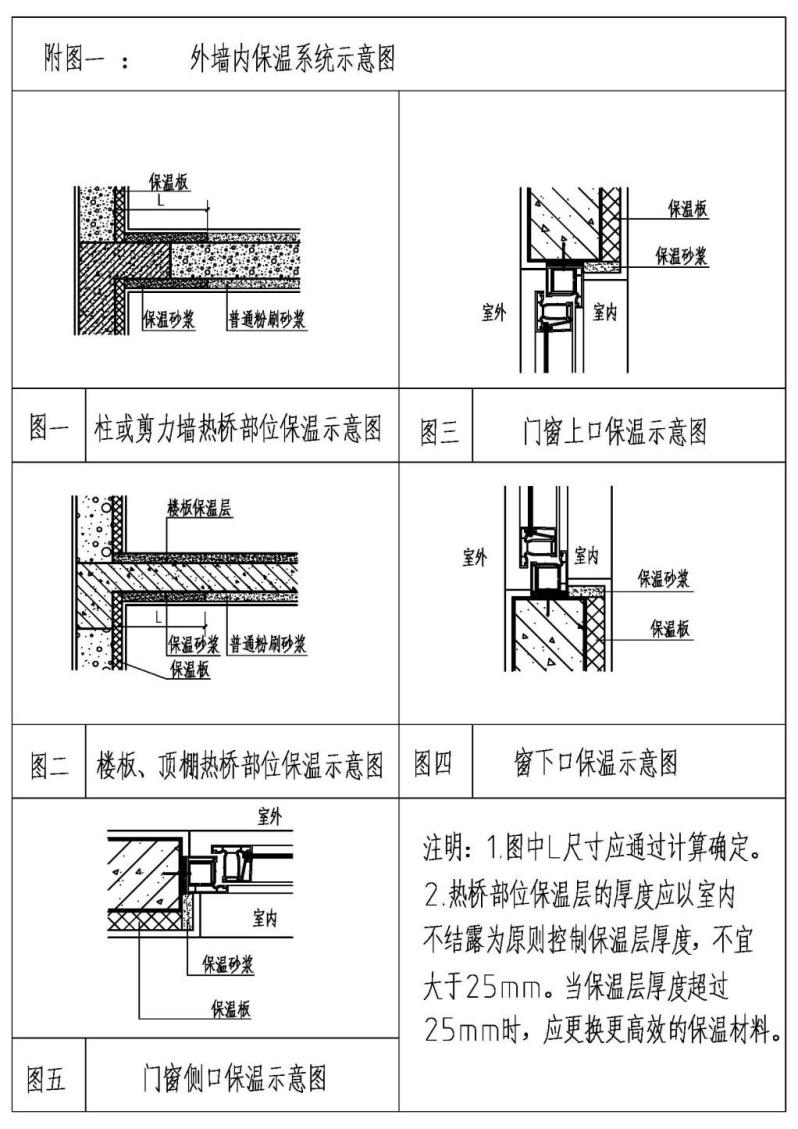 附图一： 外墙内保温系统示意图
保温板
L
保温砂浆 普通粉刷砂浆
图一 柱或剪力墙热桥部位保温示意图
保温板
保温砂浆
室外 室内
图三 门窗上口保温示意图
楼板保温层
L
保温砂浆 普通粉刷砂浆
保温板
图二 楼板、顶棚热桥部位保温示意图
室外 室内
保温砂浆
保温板
图四 窗下口保温示意图
室外
室内
保温砂浆
保温板
图五 门窗侧口保温示意图
注明：1.图中L尺寸应通过计算确定。
2.热桥部位保温层的厚度应以室内
不结露为原则控制保温层厚度，不宜
大于25mm。当保温层厚度超过
25mm时，应更换更高效的保温材料。